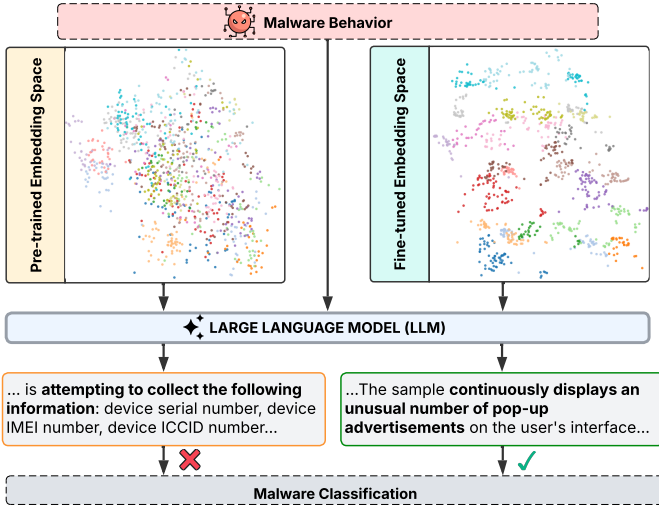 Malware Behavior
Pre-trained Embedding Space
Fine-tuned Embedding Space
LARGE LANGUAGE MODEL (LLM)
... is attempting to collect the following
information: device serial number, device
IMEI number, device ICCID number...
...The sample continuously displays an
unusual number of pop-up
advertisements on the user's interface...
Malware Classification